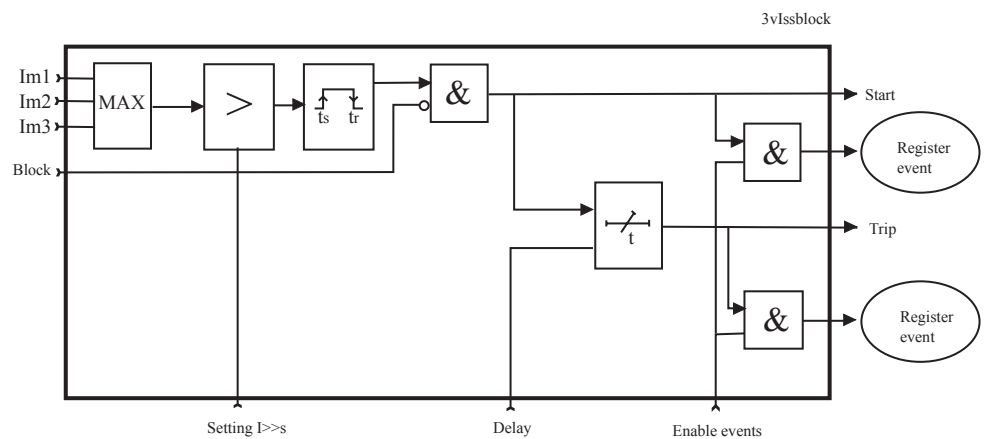 3vIssblock
Im1
Im2
Im3
MAX
>
ts tr
&
Start
&
Register
event
Block
t
Trip
&
Register
event
Setting I>>s
Delay
Enable events